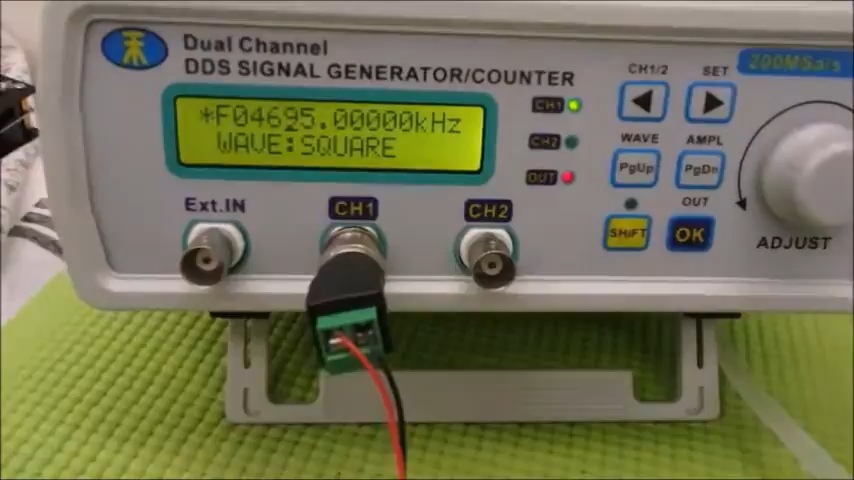 Dual Channel
DDS SIGNAL GENERATOR/COUNTER
200MSa/s
*F04695.00000kHz
WAVE:SQUARE
CH1
CH2
OUT
CH1/2
SET
WAVE
AMPL
PgUp
PgDn
OUT
SHIFT
OK
ADJUST
Ext.IN
CH1
CH2